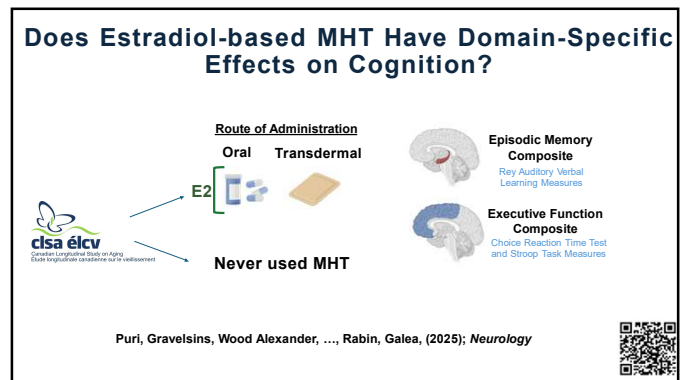 Does Estradiol-based MHT Have Domain-Specific
Effects on Cognition?
Route of Administration
Oral Transdermal
E2
Never used MHT
clsa élcv
Canadian Longitudinal Study on Aging
Étude longitudinale canadienne sur le vieillissement
Episodic Memory
Composite
Rey Auditory Verbal
Learning Measures
Executive Function
Composite
Choice Reaction Time Test
and Stroop Task Measures
Puri, Gravelsins, Wood Alexander, …, Rabin, Galea, (2025); Neurology